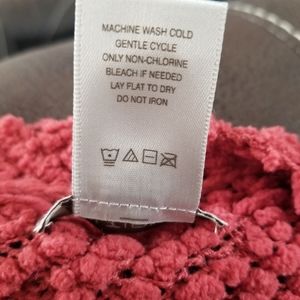 MACHINE WASH COLD
GENTLE CYCLE
ONLY NON-CHLORINE
BLEACH IF NEEDED
LAY FLAT TO DRY
DO NOT IRON